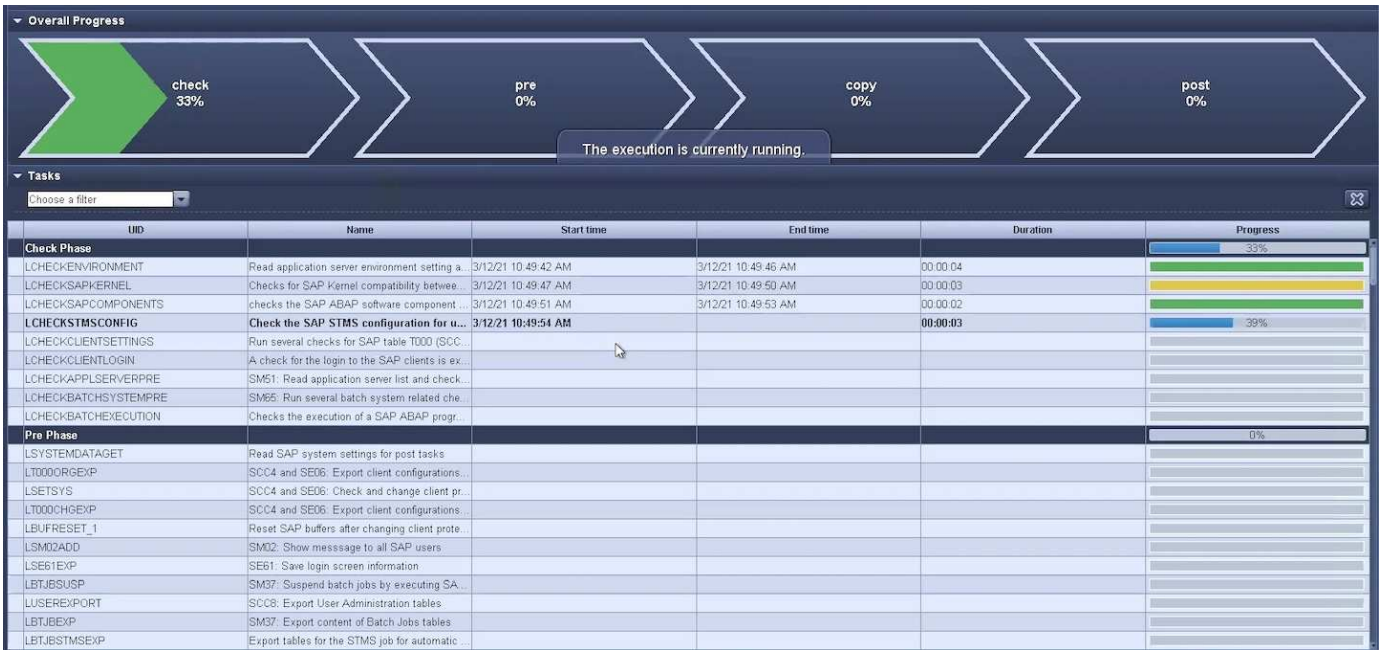 Overall Progress
check
33%
pre
0%
copy
0%
post
0%
The execution is currently running.
Tasks
Choose a filter
UID Name Start time End time Duration Progress
Check Phase 33%
LCHECKENVIRONMENT Read application server environment setting a... 3/12/21 10:49:42 AM 3/12/21 10:49:46 AM 00:00:04
LCHECKSAPKERNEL Checks for SAP Kernel compatibility betwee... 3/12/21 10:49:47 AM 3/12/21 10:49:50 AM 00:00:03
LCHECKSAPCOMPONENTS checks the SAP ABAP software component ... 3/12/21 10:49:51 AM 3/12/21 10:49:53 AM 00:00:02
LCHECKSTMSCONFIG Check the SAP STMS configuration for u... 3/12/21 10:49:54 AM 00:00:03 39%
LCHECKCLIENTSETTINGS Run several checks for SAP table T000 (SCC...
LCHECKCLIENTLOGIN A check for the login to the SAP clients is ex...
LCHECKAPPLSERVERPRE SM51: Read application server list and check...
LCHECKBATCHSYSTEMPRE SM65: Run several batch system related che...
LCHECKBATCHEXECUTION Checks the execution of a SAP ABAP progr...
Pre Phase 0%
LSYSTEMDATAGET Read SAP system settings for post tasks
LT000ORGEXP SCC4 and SE06: Export client configurations...
LSETSYS SCC4 and SE06: Check and change client pr...
LT000CHGEXP SCC4 and SE06: Export client configurations...
LBUFRESET_1 Reset SAP buffers after changing client prote...
LSM02ADD SM02: Show messsage to all SAP users
LSE61EXP SE61: Save login screen information
LBTJBSUSP SM37: Suspend batch jobs by executing SA...
LUSEREXPORT SCC8: Export User Administration tables
LBTJBEXP SM37: Export content of Batch Jobs tables
LBTJBSTMSEXP Export tables for the STMS job for automatic ...